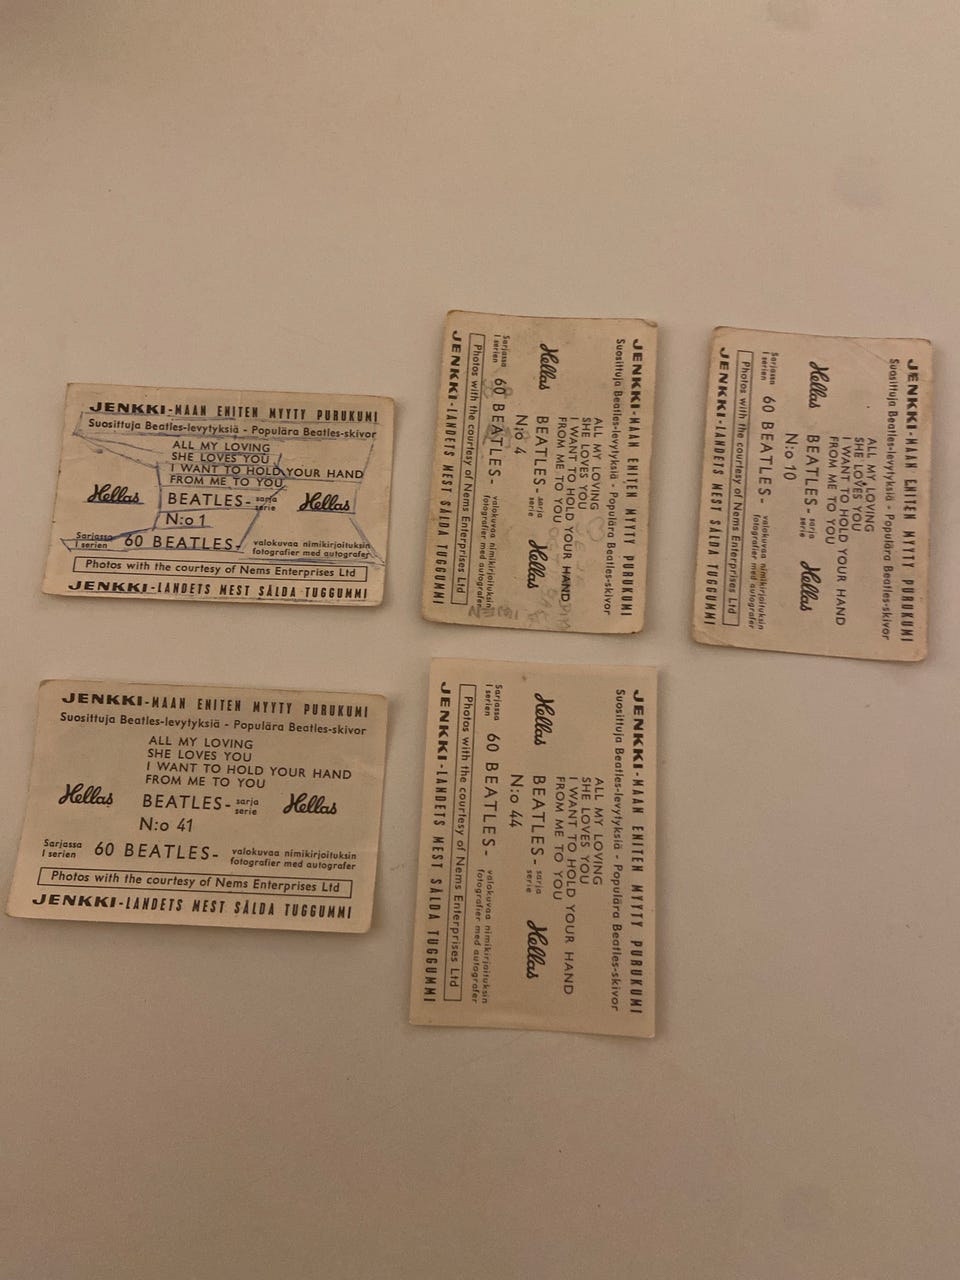 JENKKI-MAAN ENITEN MYYTY PURUKUMI
Suosittuja Beatles-levytyksiä - Populära Beatles-skivor
ALL MY LOVING
SHE LOVES YOU
I WANT TO HOLD YOUR HAND
FROM ME TO YOU
Hellas BEATLES- sarja serie Hellas
N:o 1
Sarjassa I serien 60 BEATLES- valokuvaa nimikirjoituksin fotografier med autografer
Photos with the courtesy of Nems Enterprises Ltd
JENKKI-LANDETS MEST SÅLDA TUGGUMMI
JENKKI-MAAN ENITEN MYYTY PURUKUMI
Suosittuja Beatles-levytyksiä - Populära Beatles-skivor
ALL MY LOVING
SHE LOVES YOU
I WANT TO HOLD YOUR HAND
FROM ME TO YOU
Hellas BEATLES- sarja serie Hellas
N:o 4
Sarjassa I serien 60 BEATLES- valokuvaa nimikirjoituksin fotografier med autografer
Photos with the courtesy of Nems Enterprises Ltd
JENKKI-LANDETS MEST SÅLDA TUGGUMMI
JENKKI-MAAN ENITEN MYYTY PURUKUMI
Suosittuja Beatles-levytyksiä - Populära Beatles-skivor
ALL MY LOVING
SHE LOVES YOU
I WANT TO HOLD YOUR HAND
FROM ME TO YOU
Hellas BEATLES- sarja serie Hellas
N:o 10
Sarjassa I serien 60 BEATLES- valokuvaa nimikirjoituksin fotografier med autografer
Photos with the courtesy of Nems Enterprises Ltd
JENKKI-LANDETS MEST SÅLDA TUGGUMMI
JENKKI-MAAN ENITEN MYYTY PURUKUMI
Suosittuja Beatles-levytyksiä - Populära Beatles-skivor
ALL MY LOVING
SHE LOVES YOU
I WANT TO HOLD YOUR HAND
FROM ME TO YOU
Hellas BEATLES- sarja serie Hellas
N:o 41
Sarjassa I serien 60 BEATLES- valokuvaa nimikirjoituksin fotografier med autografer
Photos with the courtesy of Nems Enterprises Ltd
JENKKI-LANDETS MEST SÅLDA TUGGUMMI
JENKKI-MAAN ENITEN MYYTY PURUKUMI
Suosittuja Beatles-levytyksiä - Populära Beatles-skivor
ALL MY LOVING
SHE LOVES YOU
I WANT TO HOLD YOUR HAND
FROM ME TO YOU
Hellas BEATLES- sarja serie Hellas
N:o 44
Sarjassa I serien 60 BEATLES- valokuvaa nimikirjoituksin fotografier med autografer
Photos with the courtesy of Nems Enterprises Ltd
JENKKI-LANDETS MEST SÅLDA TUGGUMMI